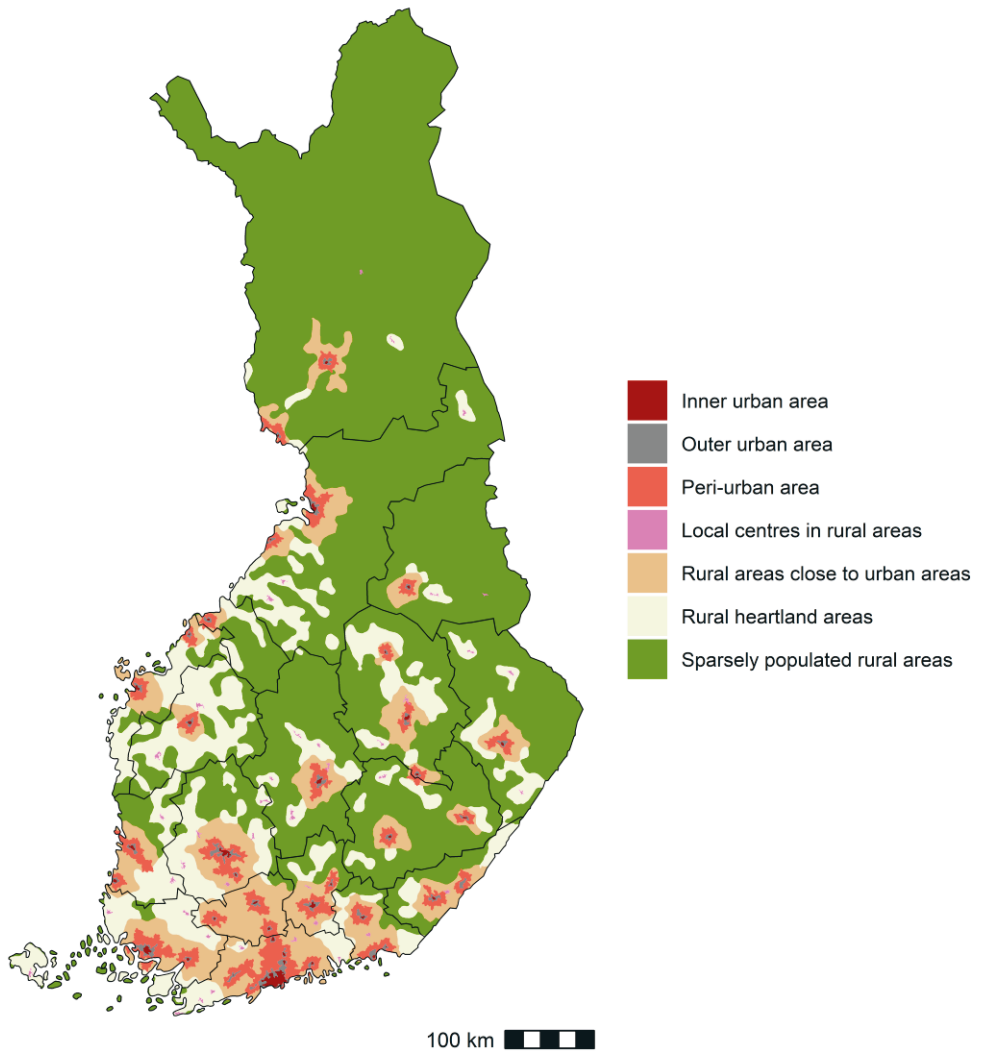 Inner urban area
Outer urban area
Peri-urban area
Local centres in rural areas
Rural areas close to urban areas
Rural heartland areas
Sparsely populated rural areas
100 km